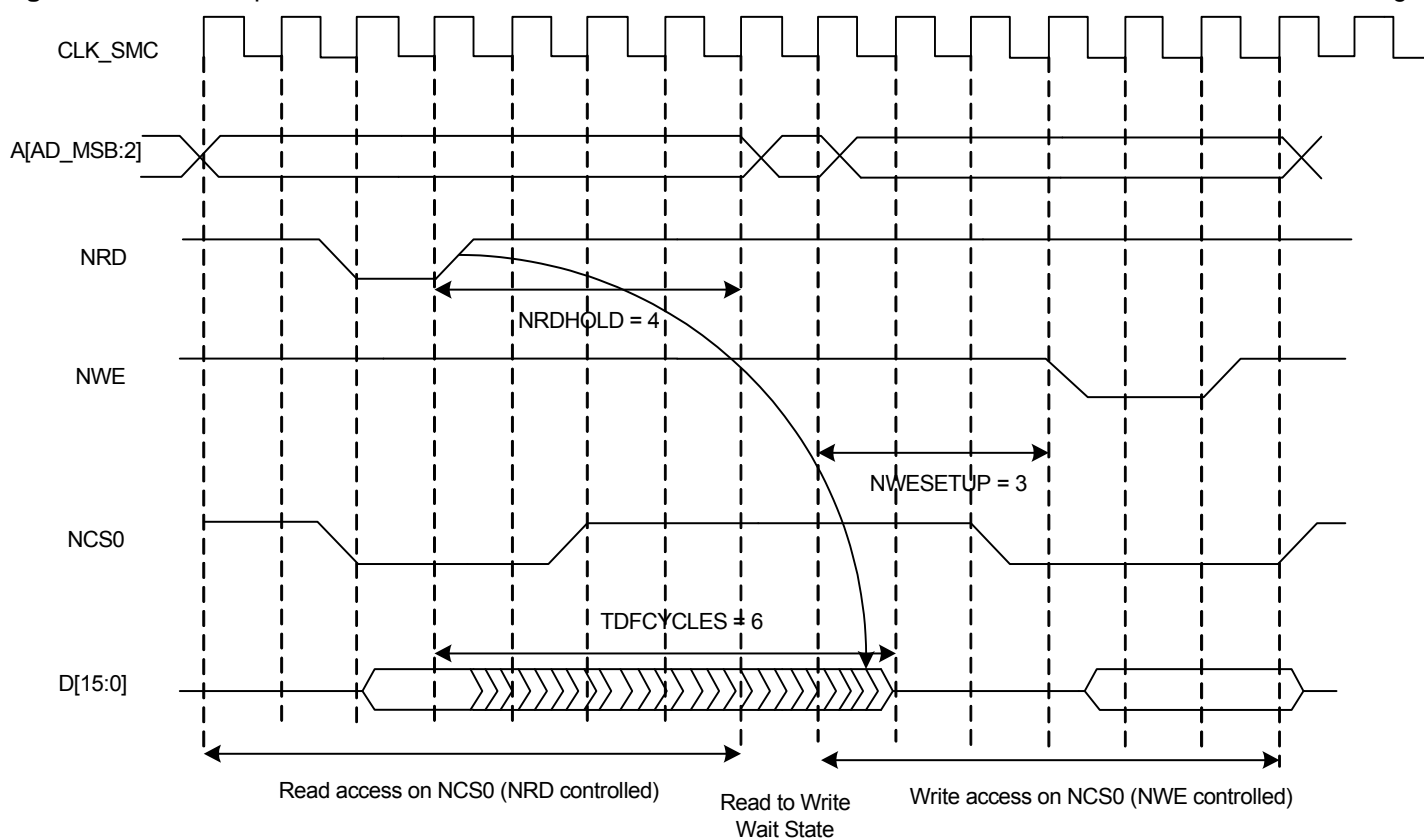 CLK_SMC
A[AD_MSB:2]
NRD
NRDHOLD = 4
NWE
NWESETUP = 3
NCS0
TDFCYCLES = 6
D[15:0]
Read access on NCS0 (NRD controlled)
Read to Write
Wait State
Write access on NCS0 (NWE controlled)